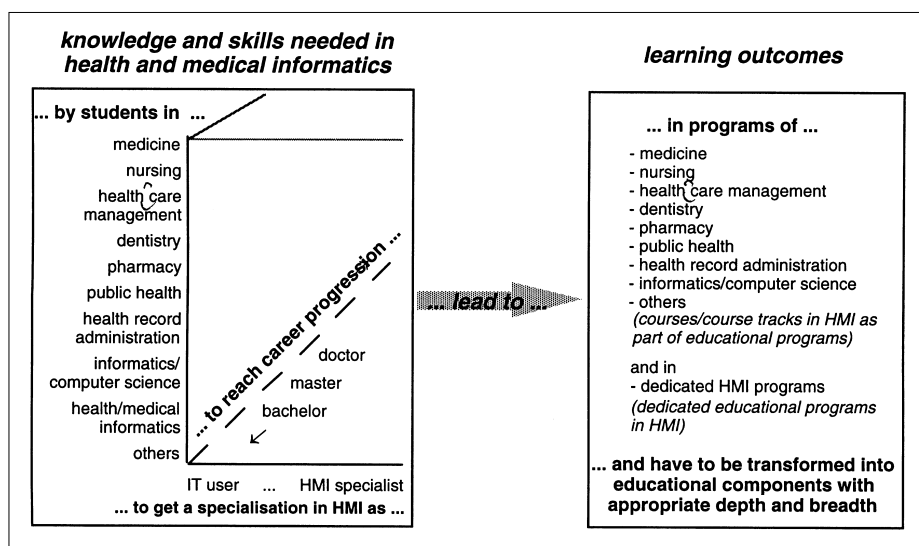 knowledge and skills needed in
health and medical informatics
... by students in ...
medicine
nursing
health care
management
dentistry
pharmacy
public health
health record
administration
informatics/
computer science
health/medical
informatics
others
... to reach career progression ...
doctor
master
bachelor
IT user ... HMI specialist
... to get a specialisation in HMI as ...
... lead to ...
learning outcomes
... in programs of ...
- medicine
- nursing
- health care management
- dentistry
- pharmacy
- public health
- health record administration
- informatics/computer science
- others
(courses/course tracks in HMI as
part of educational programs)
and in
- dedicated HMI programs
(dedicated educational programs
in HMI)
... and have to be transformed into
educational components with
appropriate depth and breadth